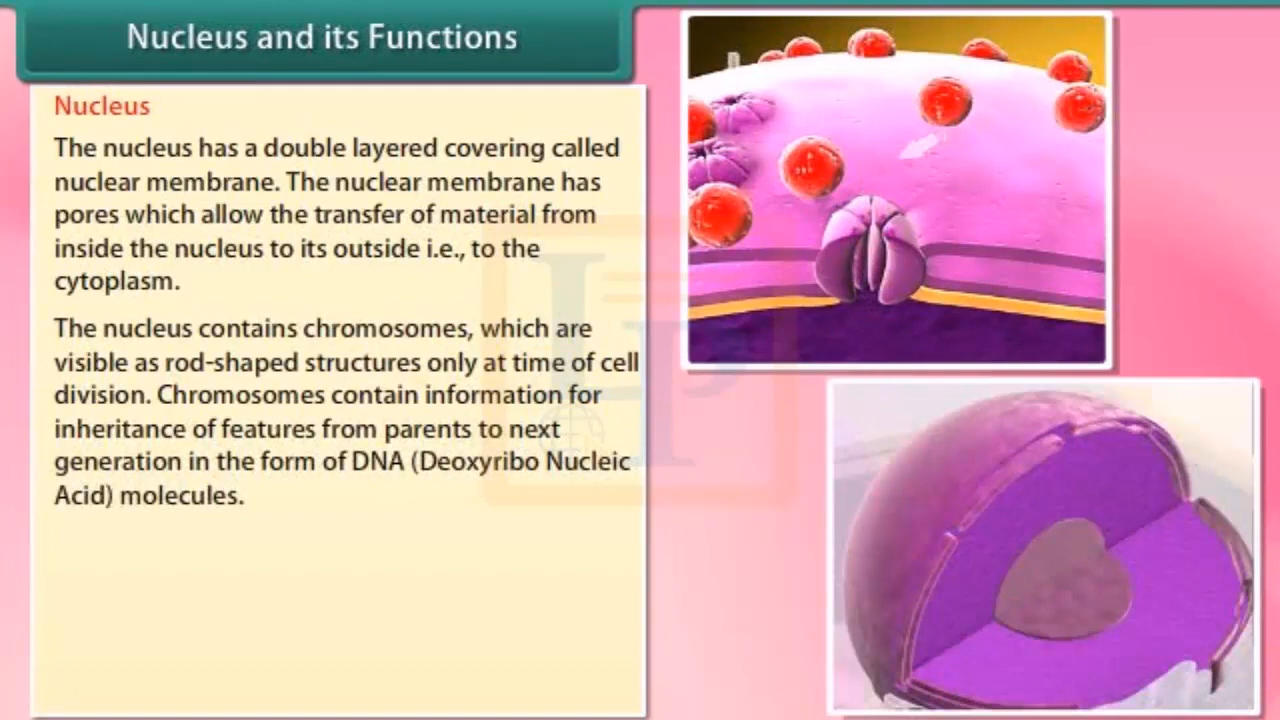 Nucleus and its Functions
Nucleus
The nucleus has a double layered covering called
nuclear membrane. The nuclear membrane has
pores which allow the transfer of material from
inside the nucleus to its outside i.e., to the
cytoplasm.
The nucleus contains chromosomes, which are
visible as rod-shaped structures only at time of cell
division. Chromosomes contain information for
inheritance of features from parents to next
generation in the form of DNA (Deoxyribo Nucleic
Acid) molecules.